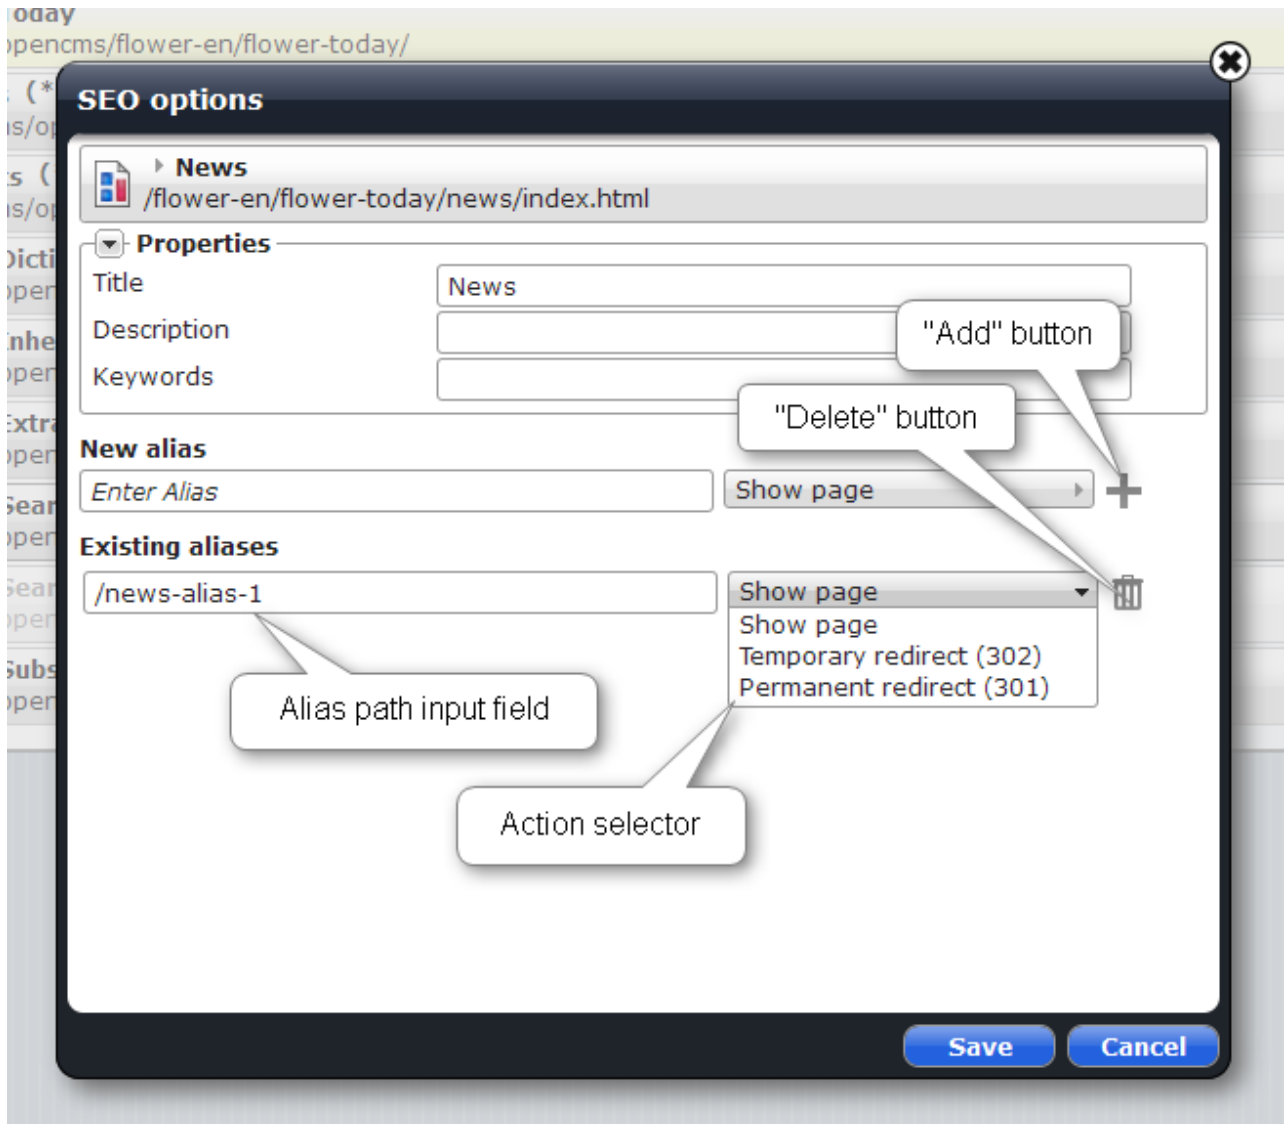 Today
opencms/flower-en/flower-today/
SEO options
News
/flower-en/flower-today/news/index.html
Properties
Title
News
Description
Keywords
"Add" button
"Delete" button
New alias
Enter Alias
Show page
Existing aliases
/news-alias-1
Show page
Show page
Temporary redirect (302)
Permanent redirect (301)
Alias path input field
Action selector
Save
Cancel